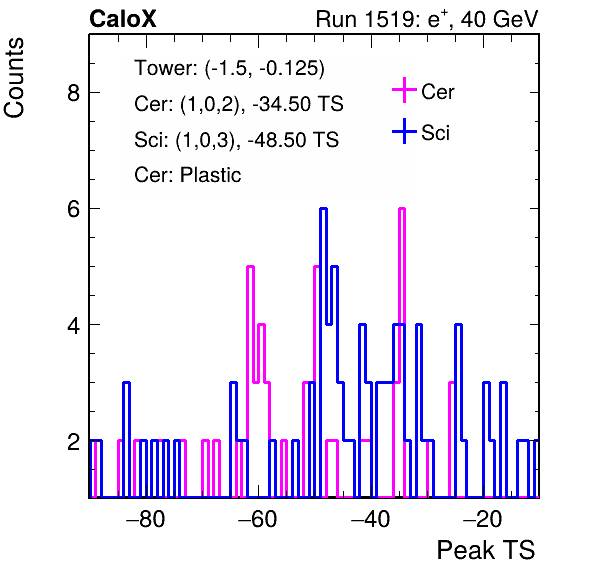 CaloX Run 1519: e+, 40 GeV
Counts
Tower: (-1.5, -0.125)
Cer: (1,0,2), -34.50 TS
Sci: (1,0,3), -48.50 TS
Cer: Plastic
Cer
Sci
8
6
4
2
−80 −60 −40 −20
Peak TS